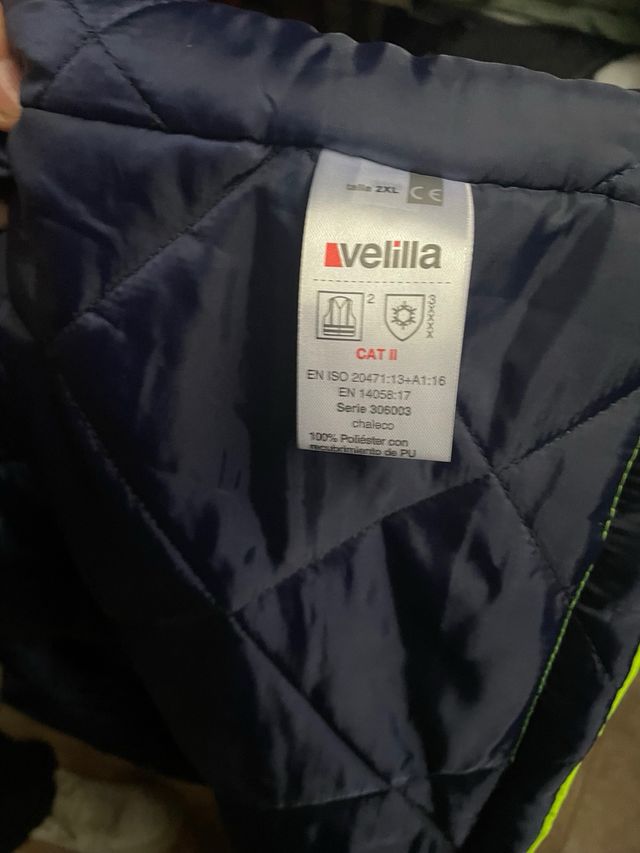 talla 2XL CE
velilla
2
3
X
X
X
X
CAT II
EN ISO 20471:13+A1:16
EN 14058:17
Serie 306003
chaleco
100% Poliéster con
recubrimiento de PU